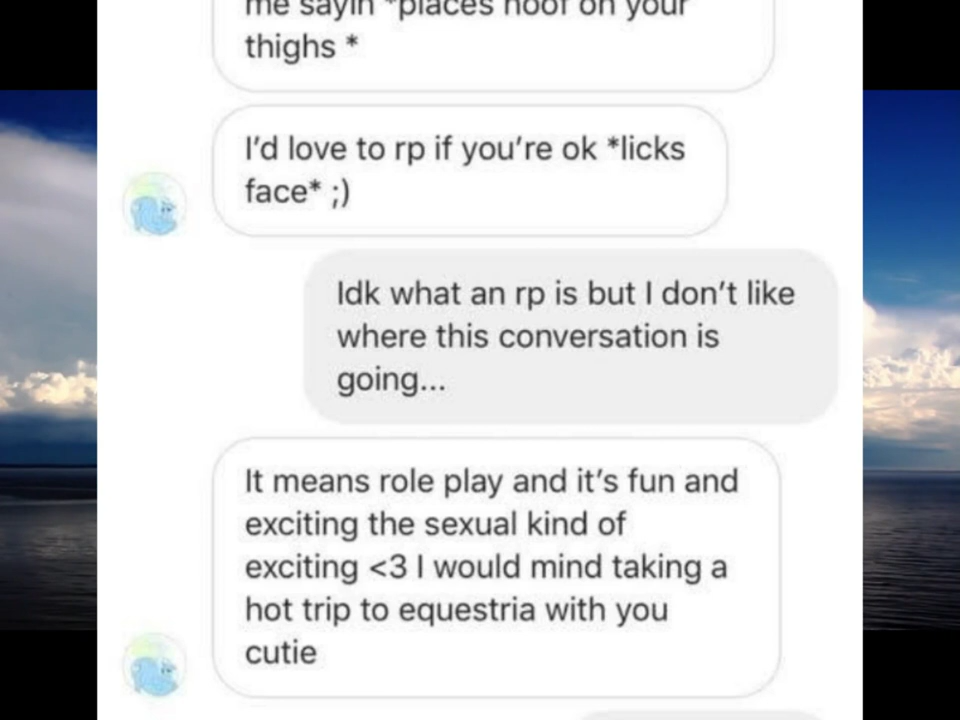 me sayin *places hoof on your
thighs *
I'd love to rp if you're ok *licks
face* ;)
Idk what an rp is but I don't like
where this conversation is
going...
It means role play and it's fun and
exciting the sexual kind of
exciting <3 I would mind taking a
hot trip to equestria with you
cutie